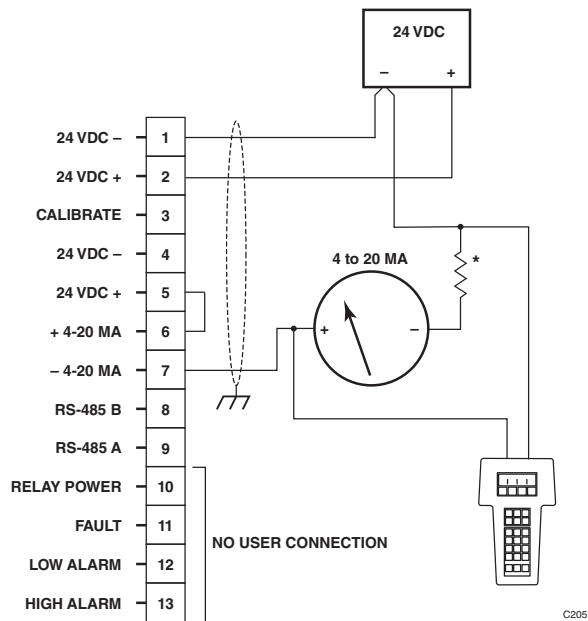 24 VDC
– +
24 VDC – 1
24 VDC + 2
CALIBRATE 3
24 VDC – 4
24 VDC + 5
+ 4-20 MA 6
– 4-20 MA 7
RS-485 B 8
RS-485 A 9
RELAY POWER 10
FAULT 11
LOW ALARM 12
HIGH ALARM 13
4 to 20 MA
*
+ –
NO USER CONNECTION
C205